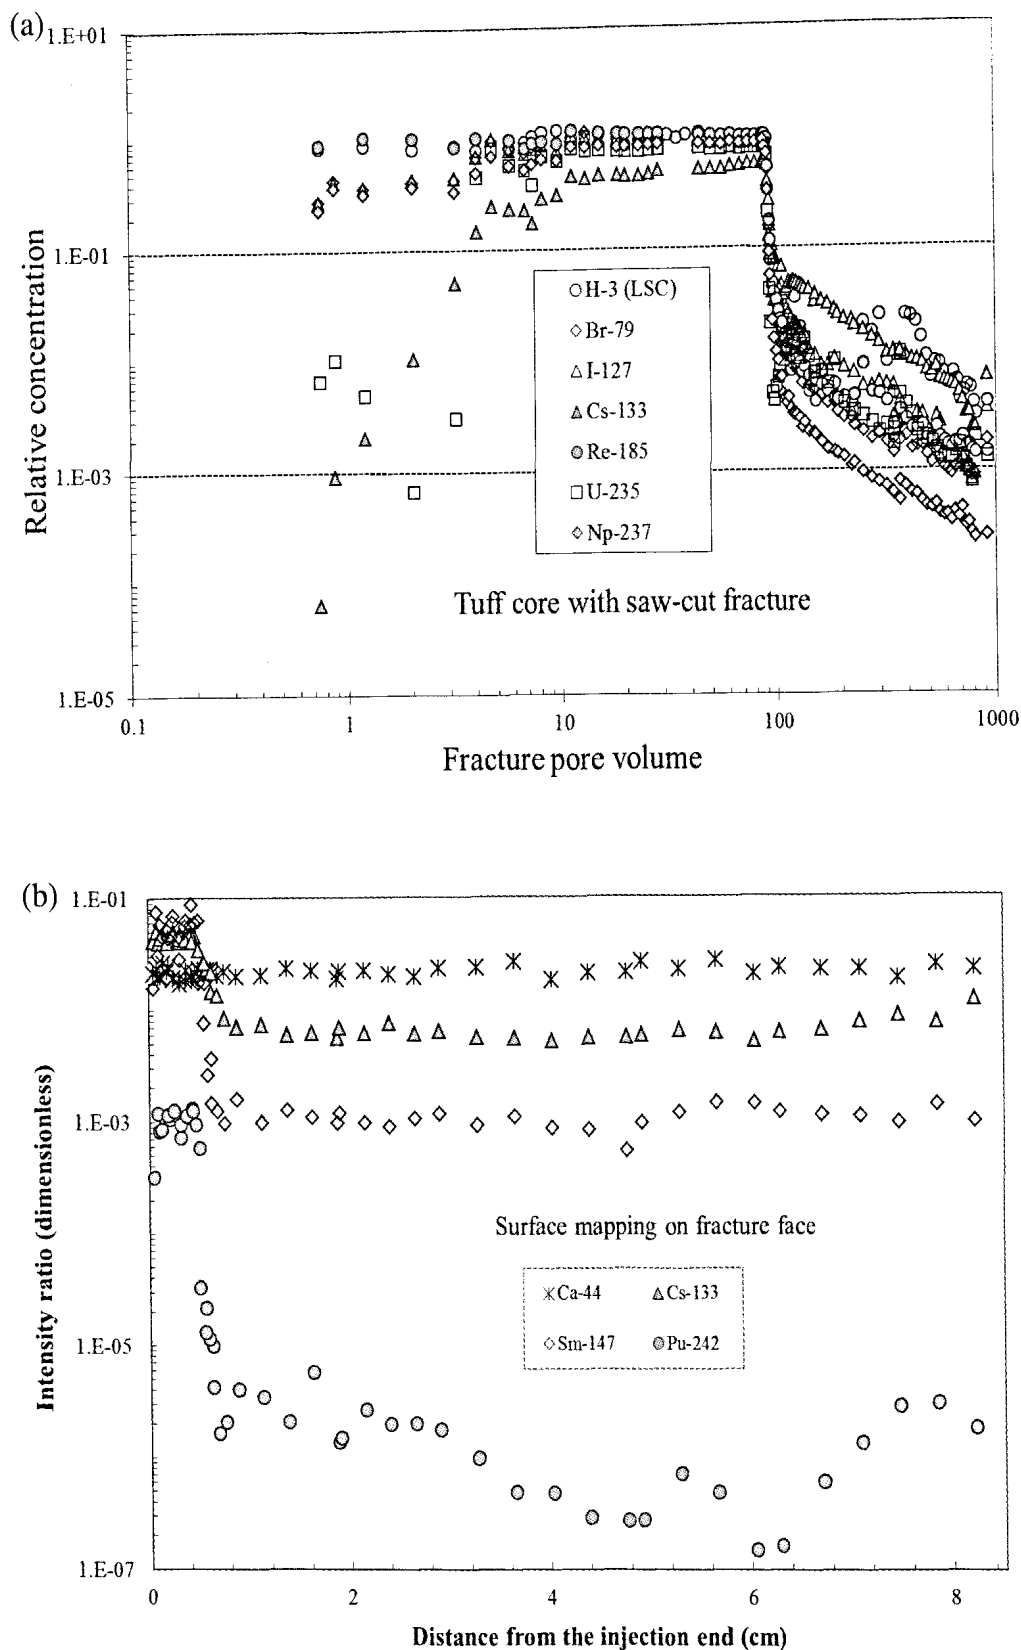 (a)
1.E+01
1.E-01
1.E-03
1.E-05
Relative concentration
H-3 (LSC)
Br-79
I-127
Cs-133
Re-185
U-235
Np-237
Tuff core with saw-cut fracture
0.1 1 10 100 1000
Fracture pore volume
(b)
1.E-01
1.E-03
1.E-05
1.E-07
Intensity ratio (dimensionless)
Surface mapping on fracture face
Ca-44 Cs-133
Sm-147 Pu-242
0 2 4 6 8
Distance from the injection end (cm)